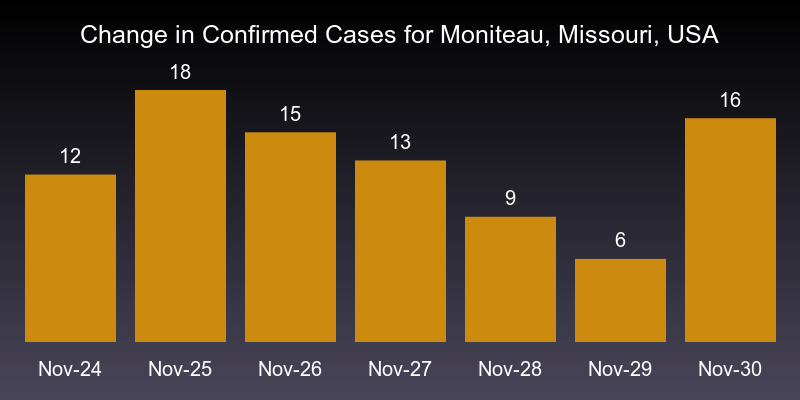 Change in Confirmed Cases for Moniteau, Missouri, USA
12
18
15
13
9
6
16
Nov-24
Nov-25
Nov-26
Nov-27
Nov-28
Nov-29
Nov-30